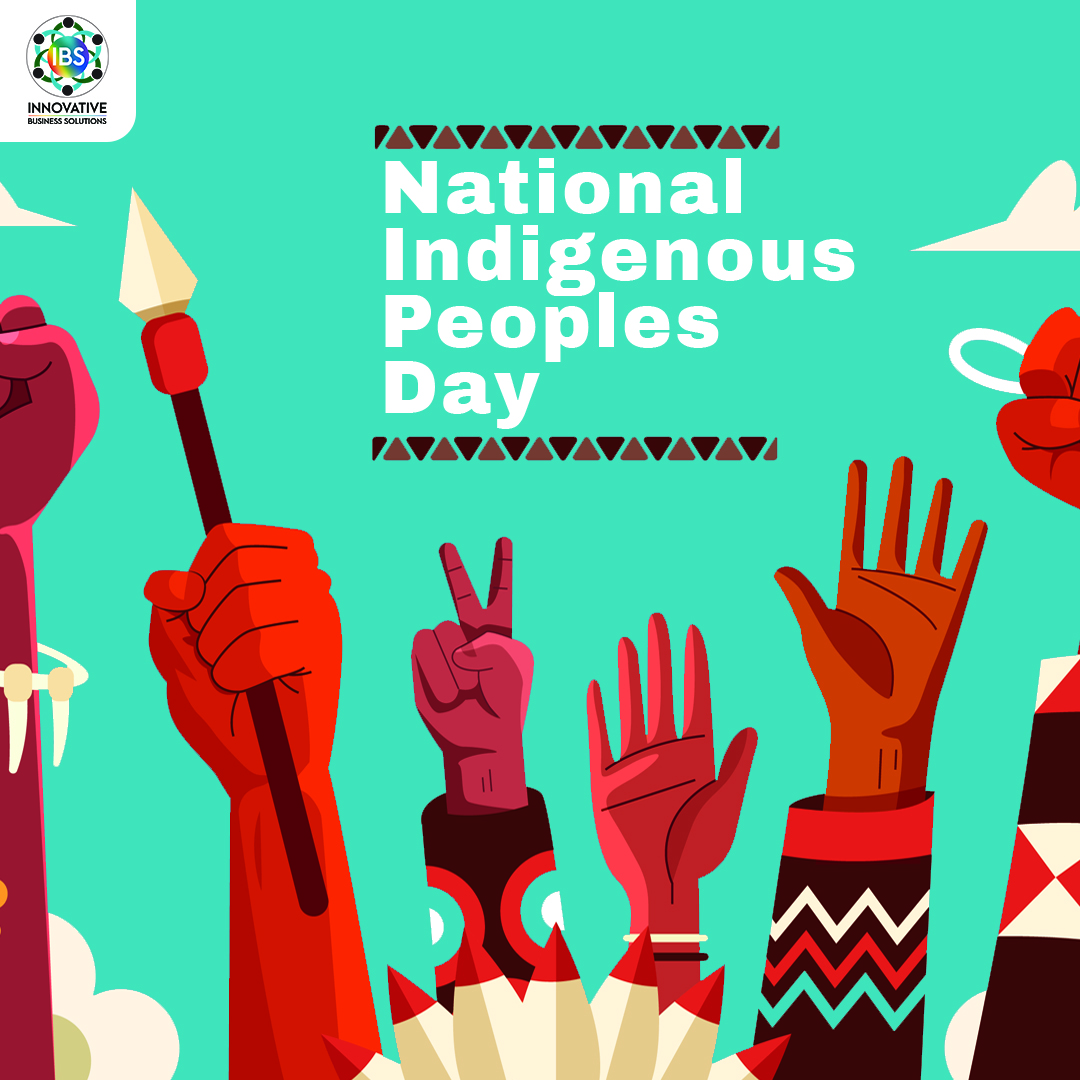 IBS
INNOVATIVE
BUSINESS SOLUTIONS
National
Indigenous
Peoples
Day